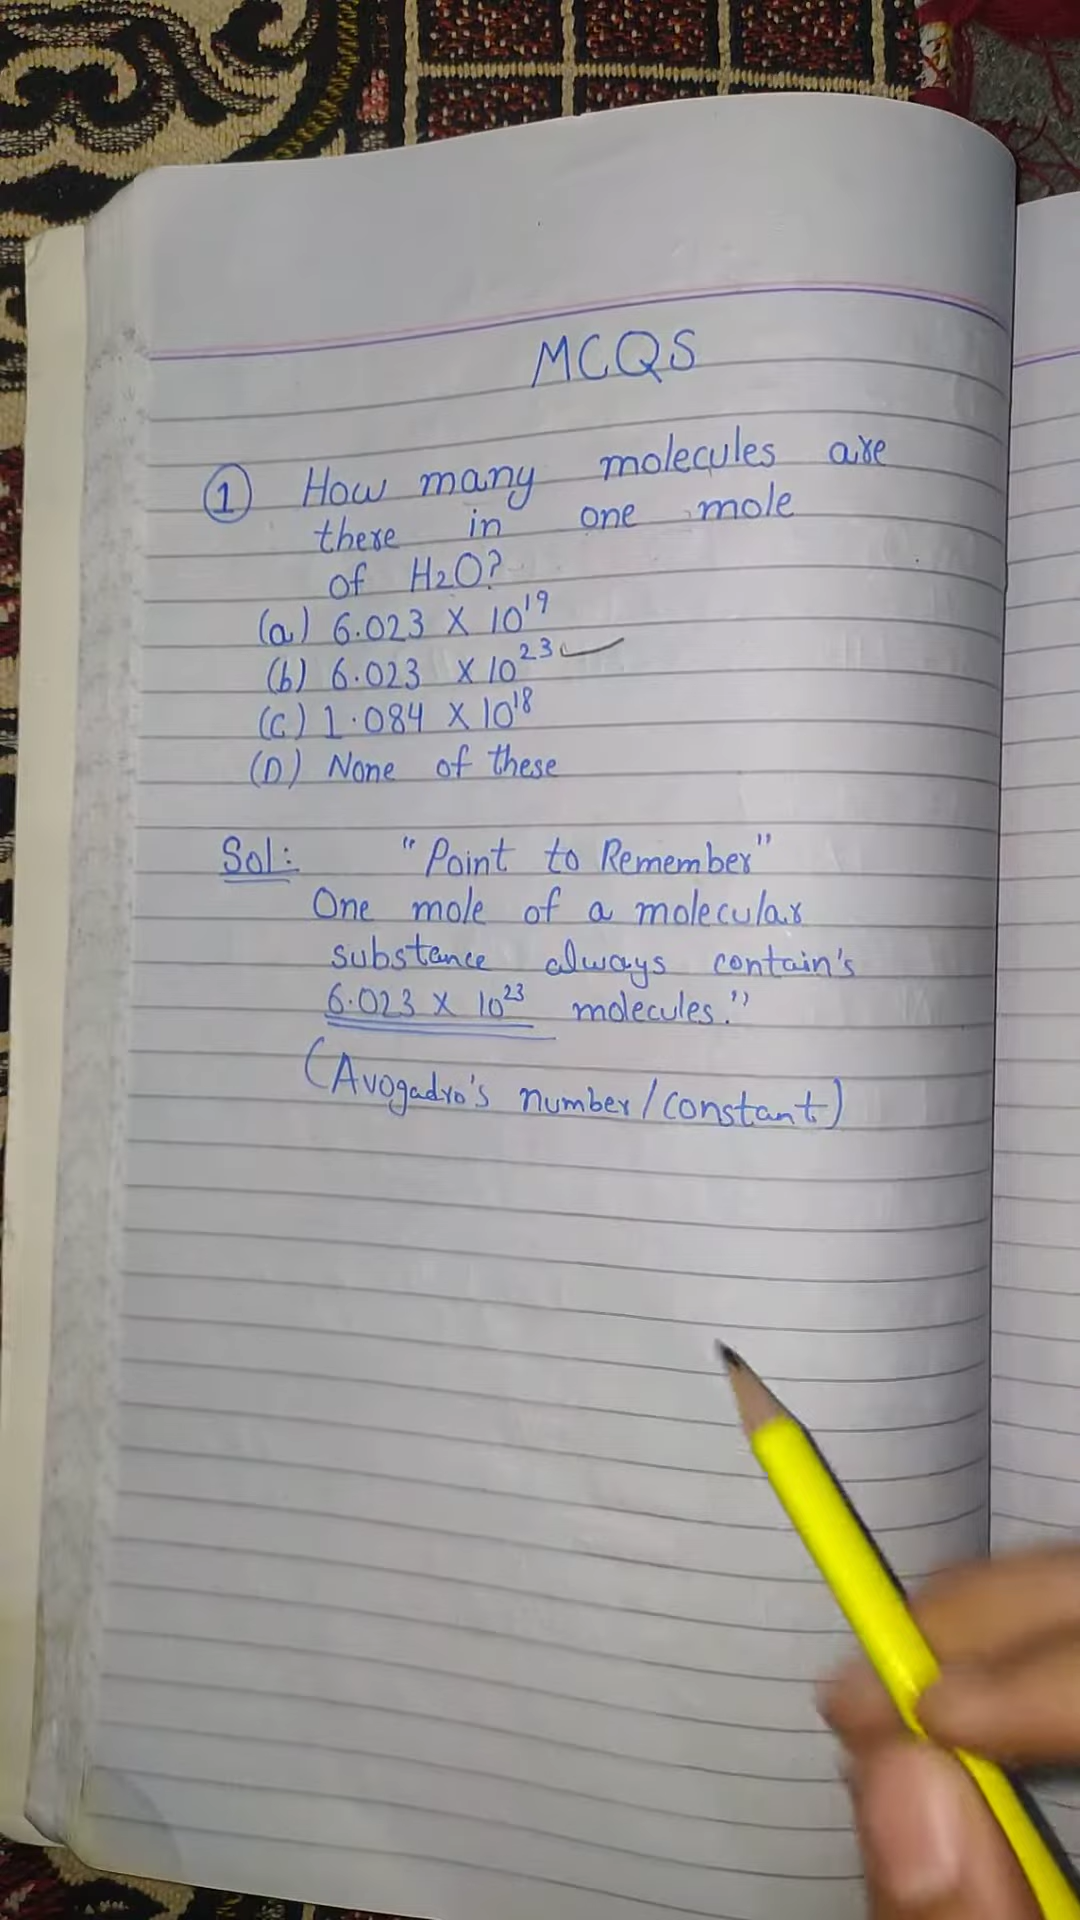 MCQS
1 How many molecules are
there in one mole
of H2O?
(a) 6.023 X 10¹⁹
(b) 6.023 X 10²³ ✓
(C) 1.084 X 10¹⁸
(D) None of these
Sol: "Point to Remember"
One mole of a molecular
substance always contain's
6.023 X 10²³ molecules."
(Avogadro's number/constant)